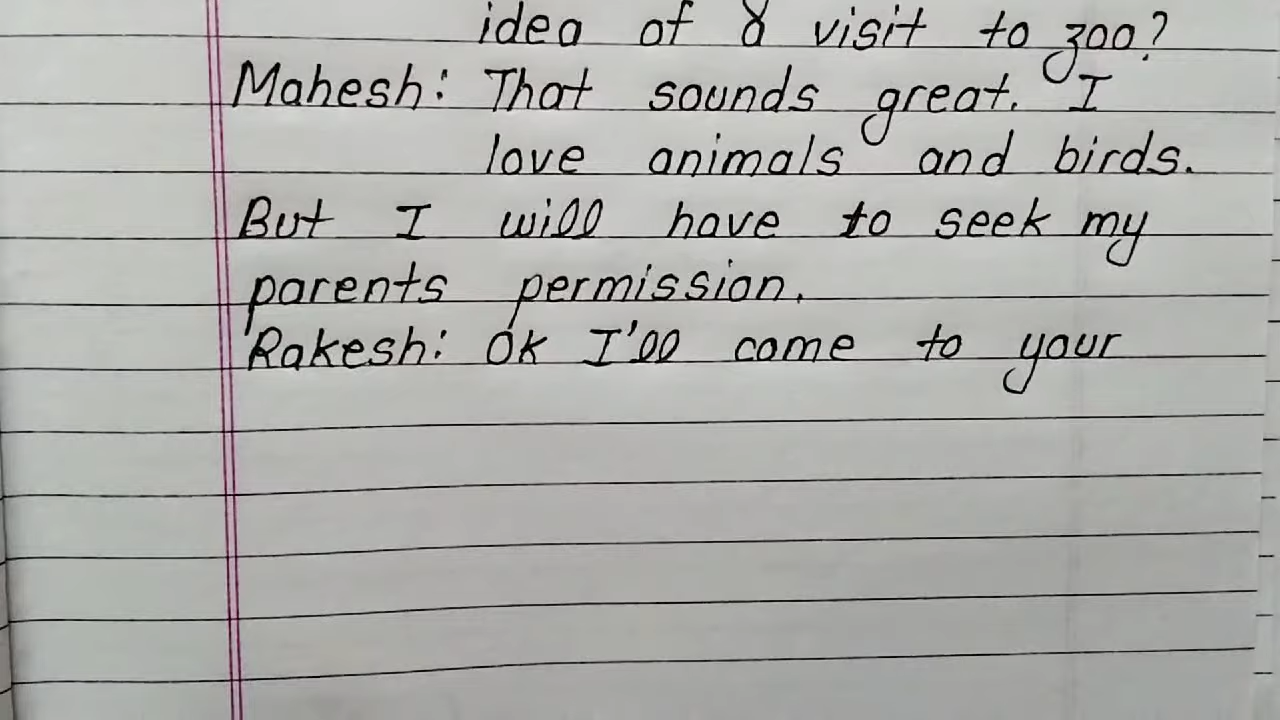 idea of a visit to zoo?
Mahesh: That sounds great. I
love animals and birds.
But I will have to seek my
parents permission.
Rakesh: Ok I'll come to your